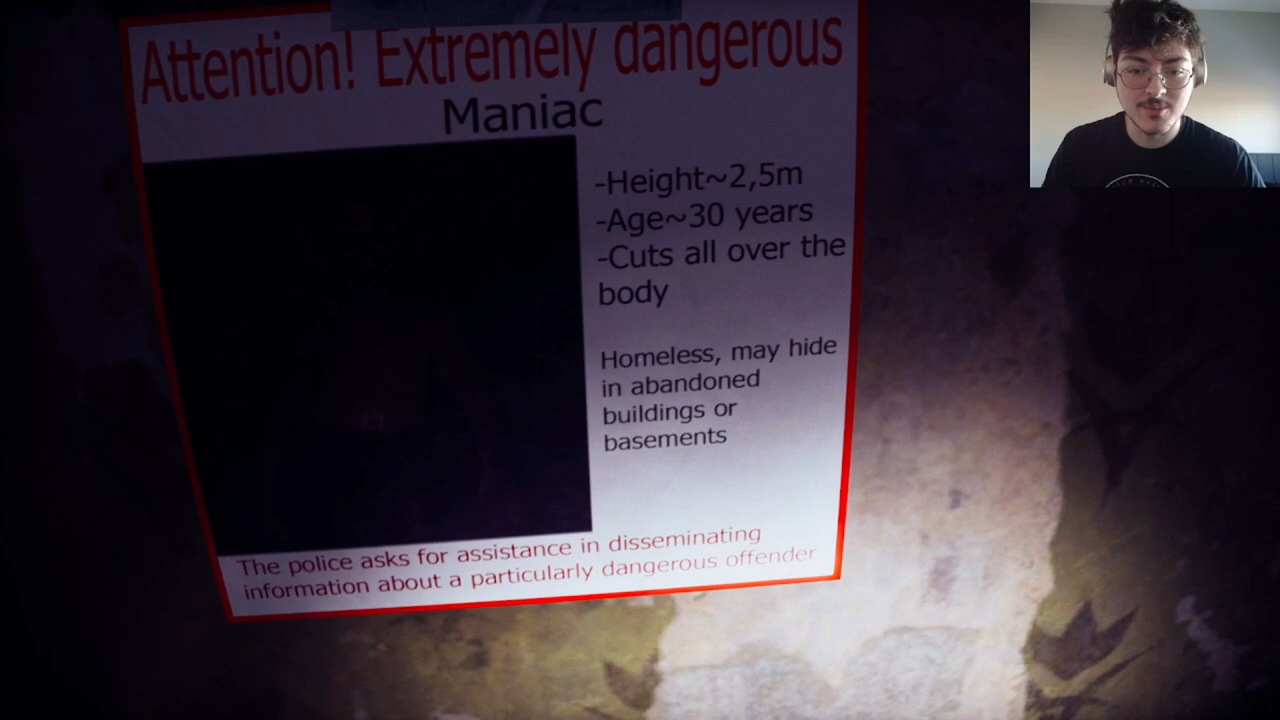 Attention! Extremely dangerous
Maniac
-Height~2,5m
-Age~30 years
-Cuts all over the
body
Homeless, may hide
in abandoned
buildings or
basements
The police asks for assistance in disseminating
information about a particularly dangerous offender